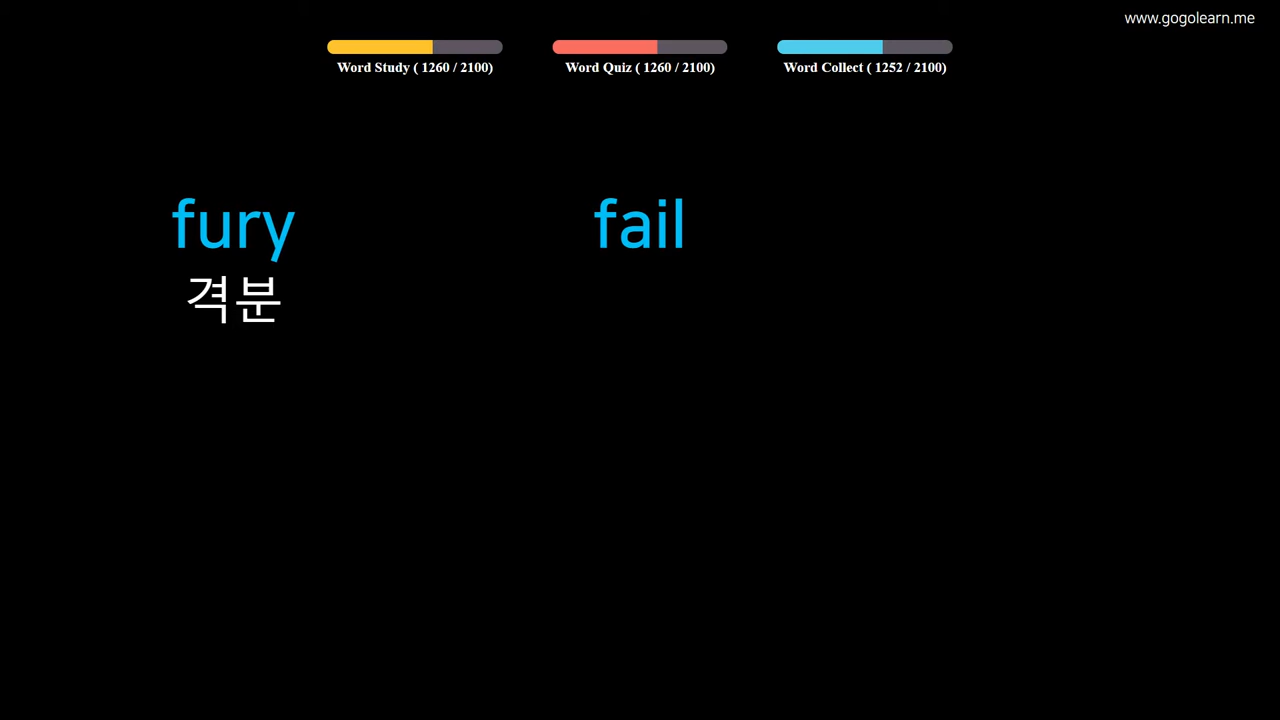 www.gogolearn.me
Word Study ( 1260 / 2100)
Word Quiz ( 1260 / 2100)
Word Collect ( 1252 / 2100)
fury
격분
fail